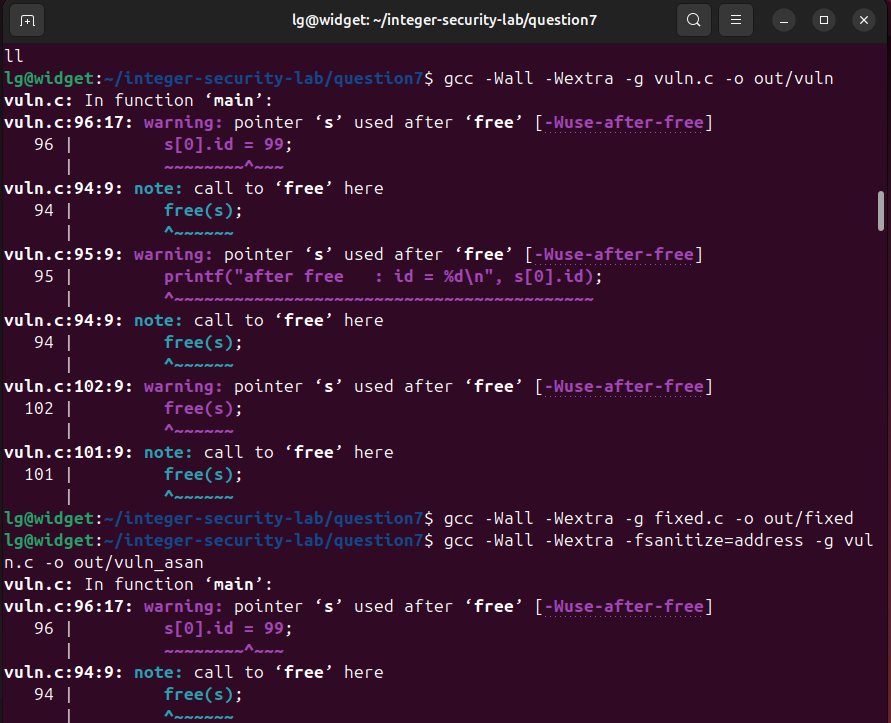 lg@widget: ~/integer-security-lab/question7
ll
lg@widget:~/integer-security-lab/question7$ gcc -Wall -Wextra -g vuln.c -o out/vuln
vuln.c: In function ‘main’:
vuln.c:96:17: warning: pointer ‘s’ used after ‘free’ [-Wuse-after-free]
   96 |         s[0].id = 99;
      |         ~~~~~~~~^~~~
vuln.c:94:9: note: call to ‘free’ here
   94 |         free(s);
      |         ^~~~~~~
vuln.c:95:9: warning: pointer ‘s’ used after ‘free’ [-Wuse-after-free]
   95 |         printf("after free   : id = %d\n", s[0].id);
      |         ^~~~~~~~~~~~~~~~~~~~~~~~~~~~~~~~~~~~~~~~~~~
vuln.c:94:9: note: call to ‘free’ here
   94 |         free(s);
      |         ^~~~~~~
vuln.c:102:9: warning: pointer ‘s’ used after ‘free’ [-Wuse-after-free]
  102 |         free(s);
      |         ^~~~~~~
vuln.c:101:9: note: call to ‘free’ here
  101 |         free(s);
      |         ^~~~~~~
lg@widget:~/integer-security-lab/question7$ gcc -Wall -Wextra -g fixed.c -o out/fixed
lg@widget:~/integer-security-lab/question7$ gcc -Wall -Wextra -fsanitize=address -g vul
n.c -o out/vuln_asan
vuln.c: In function ‘main’:
vuln.c:96:17: warning: pointer ‘s’ used after ‘free’ [-Wuse-after-free]
   96 |         s[0].id = 99;
      |         ~~~~~~~~^~~~
vuln.c:94:9: note: call to ‘free’ here
   94 |         free(s);
      |         ^~~~~~~